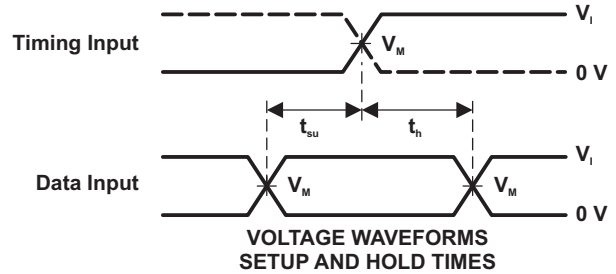 V_I
Timing Input
V_M
0 V
t_su
t_h
V_I
Data Input
V_M
V_M
0 V
VOLTAGE WAVEFORMS
SETUP AND HOLD TIMES